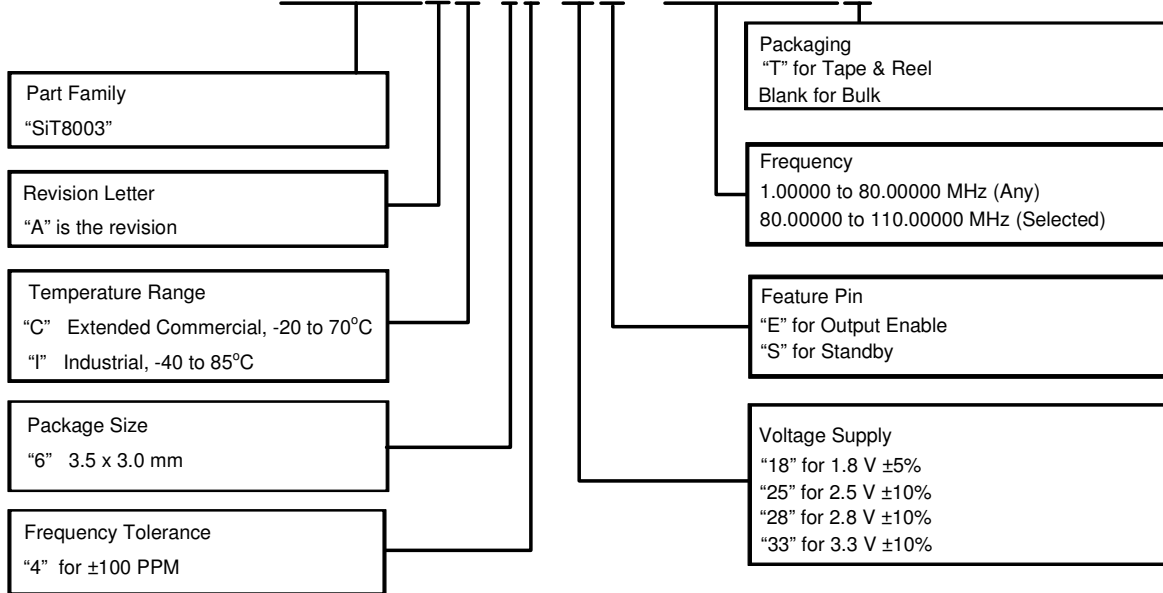 Part Family
“SiT8003”
Revision Letter
“A” is the revision
Temperature Range
“C” Extended Commercial, -20 to 70°C
“I” Industrial, -40 to 85°C
Package Size
“6” 3.5 x 3.0 mm
Frequency Tolerance
“4” for ±100 PPM
Packaging
“T” for Tape & Reel
Blank for Bulk
Frequency
1.00000 to 80.00000 MHz (Any)
80.00000 to 110.00000 MHz (Selected)
Feature Pin
“E” for Output Enable
“S” for Standby
Voltage Supply
“18” for 1.8 V ±5%
“25” for 2.5 V ±10%
“28” for 2.8 V ±10%
“33” for 3.3 V ±10%